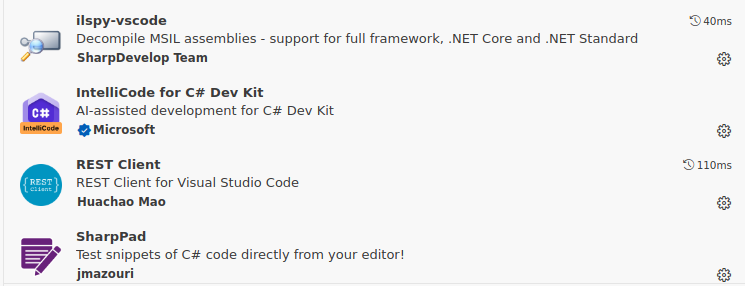 ilspy-vscode 40ms
Decompile MSIL assemblies - support for full framework, .NET Core and .NET Standard
SharpDevelop Team
IntelliCode for C# Dev Kit
C#
IntelliCode
AI-assisted development for C# Dev Kit
Microsoft
REST Client 110ms
{REST}
Client
REST Client for Visual Studio Code
Huachao Mao
SharpPad
Test snippets of C# code directly from your editor!
jmazouri